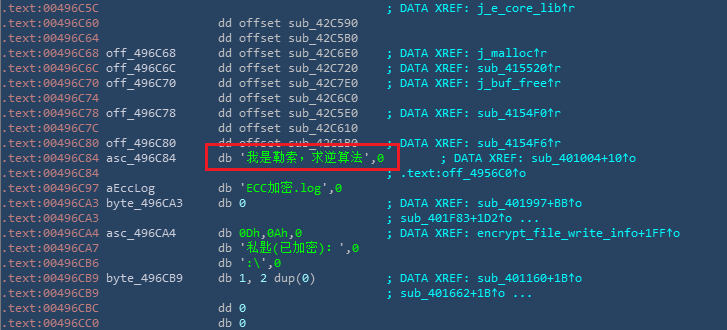 .text:00496C5C ; DATA XREF: j_e_core_lib↑r
.text:00496C60 dd offset sub_42C590
.text:00496C64 dd offset sub_42C5B0
.text:00496C68 off_496C68 dd offset sub_42C6E0 ; DATA XREF: j_malloc↑r
.text:00496C6C off_496C6C dd offset sub_42C720 ; DATA XREF: sub_415520↑r
.text:00496C70 off_496C70 dd offset sub_42C7E0 ; DATA XREF: j_buf_free↑r
.text:00496C74 dd offset sub_42C6C0
.text:00496C78 off_496C78 dd offset sub_42C5E0 ; DATA XREF: sub_4154F0↑r
.text:00496C7C dd offset sub_42C610
.text:00496C80 off_496C80 dd offset sub_42C1B0 ; DATA XREF: sub_4154F6↑r
.text:00496C84 asc_496C84 db '我是勒索，求逆算法',0 ; DATA XREF: sub_401004+10↑o
.text:00496C84 ; .text:off_4956C0↑o
.text:00496C97 aEccLog db 'ECC加密.log',0
.text:00496CA3 byte_496CA3 db 0 ; DATA XREF: sub_401997+BB↑o
.text:00496CA3 ; sub_401F83+1D2↑o ...
.text:00496CA4 asc_496CA4 db 0Dh,0Ah,0 ; DATA XREF: encrypt_file_write_info+1FF↑o
.text:00496CA7 db '私匙(已加密)：',0
.text:00496CB6 db ':\',0
.text:00496CB9 byte_496CB9 db 1, 2 dup(0) ; DATA XREF: sub_401160+1B↑o
.text:00496CB9 ; sub_401662+1B↑o ...
.text:00496CBC dd 0
.text:00496CC0 db 0